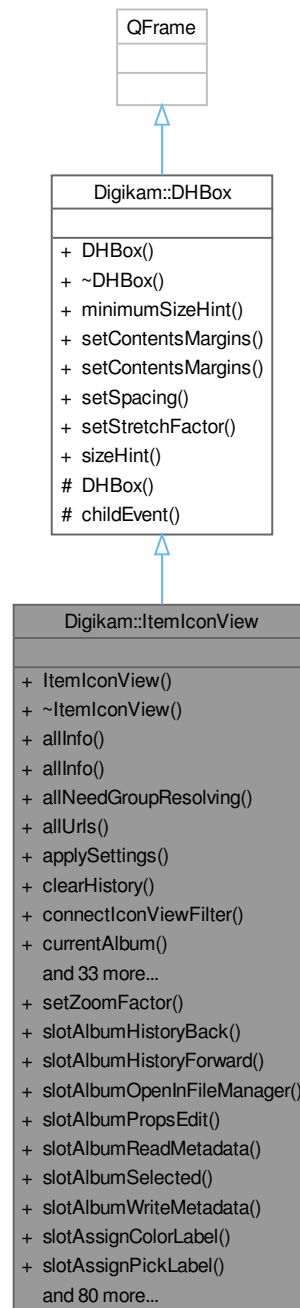 QFrame
Digikam::DHBox
+ DHBox()
+ ~DHBox()
+ minimumSizeHint()
+ setContentsMargins()
+ setContentsMargins()
+ setSpacing()
+ setStretchFactor()
+ sizeHint()
# DHBox()
# childEvent()
Digikam::ItemIconView
+ ItemIconView()
+ ~ItemIconView()
+ allInfo()
+ allInfo()
+ allNeedGroupResolving()
+ allUrls()
+ applySettings()
+ clearHistory()
+ connectIconViewFilter()
+ currentAlbum()
and 33 more...
+ setZoomFactor()
+ slotAlbumHistoryBack()
+ slotAlbumHistoryForward()
+ slotAlbumOpenInFileManager()
+ slotAlbumPropsEdit()
+ slotAlbumReadMetadata()
+ slotAlbumSelected()
+ slotAlbumWriteMetadata()
+ slotAssignColorLabel()
+ slotAssignPickLabel()
and 80 more...